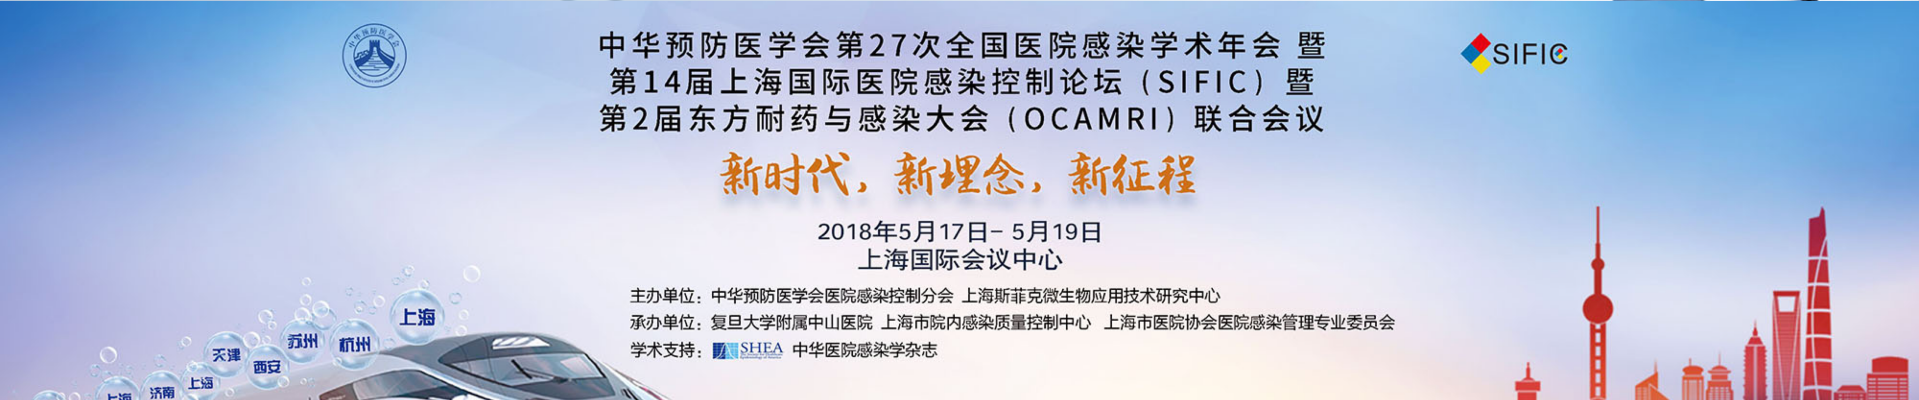 中华预防医学会
SIFIC
中华预防医学会第27次全国医院感染学术年会 暨
第14届上海国际医院感染控制论坛（SIFIC）暨
第2届东方耐药与感染大会（OCAMRI）联合会议
新时代，新理念，新征程
2018年5月17日- 5月19日
上海国际会议中心
主办单位：中华预防医学会医院感染控制分会 上海斯菲克微生物应用技术研究中心
承办单位：复旦大学附属中山医院 上海市院内感染质量控制中心 上海市医院协会医院感染管理专业委员会
学术支持： SHEA 中华医院感染学杂志
上海
苏州
杭州
天津
西安
上海
济南
上海